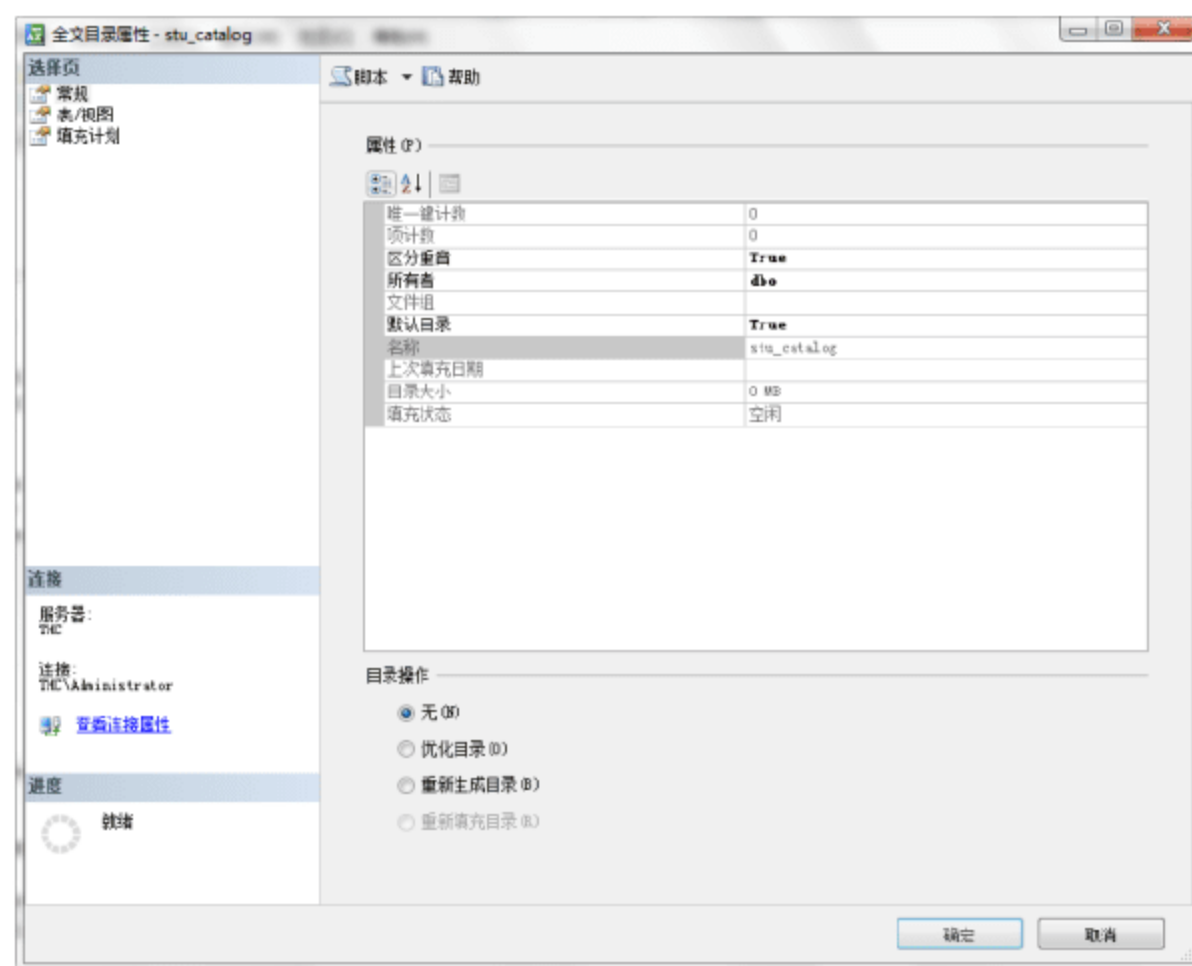 全文目录属性 - stu_catalog
选择页
常规
表/视图
填充计划
脚本 帮助
属性(P)
唯一键计数 0
项计数 0
区分重音 True
所有者 dbo
文件组
默认目录 True
名称 stu_catalog
上次填充日期
目录大小 0 MB
填充状态 空闲
连接
服务器:
THC
连接:
THC\Administrator
查看连接属性
进度
就绪
目录操作
无(N)
优化目录(O)
重新生成目录(B)
重新填充目录(R)
确定 取消